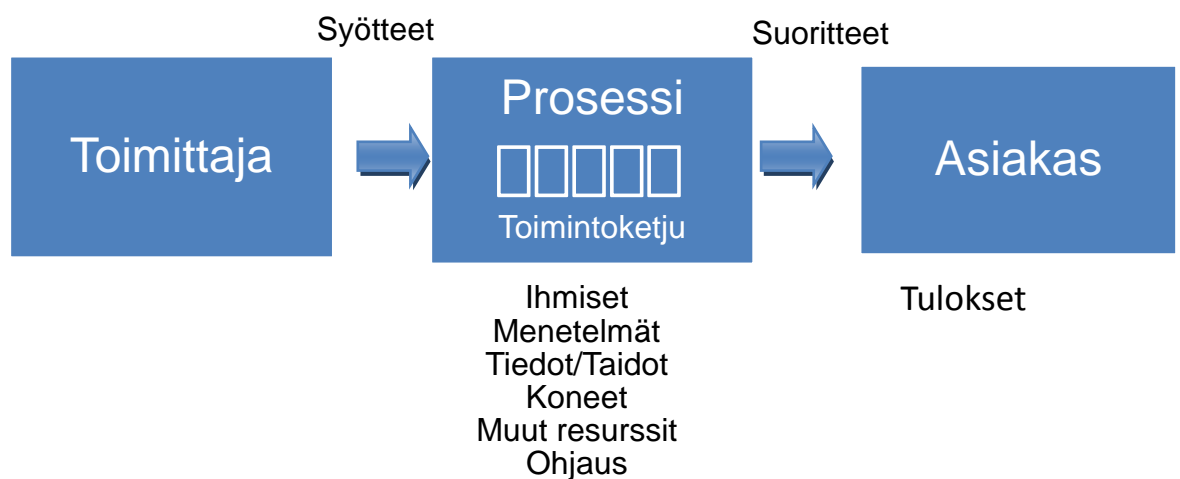 Syötteet
Suoritteet
Toimittaja
Prosessi
Toimintoketju
Asiakas
Ihmiset
Menetelmät
Tiedot/Taidot
Koneet
Muut resurssit
Ohjaus
Tulokset